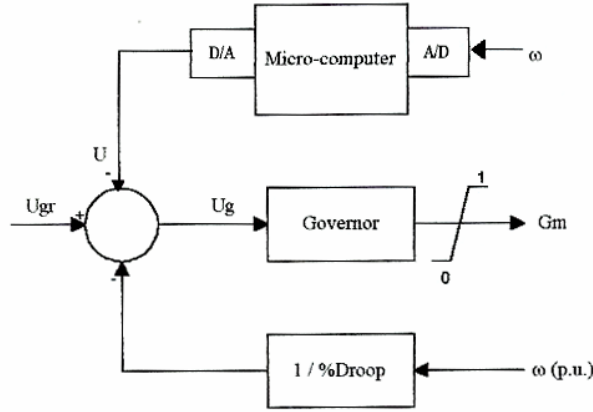 D/A
Micro-computer
A/D
ω
U
-
Ugr
+
Ug
Governor
1
0
Gm
-
1 / %Droop
ω (p.u.)